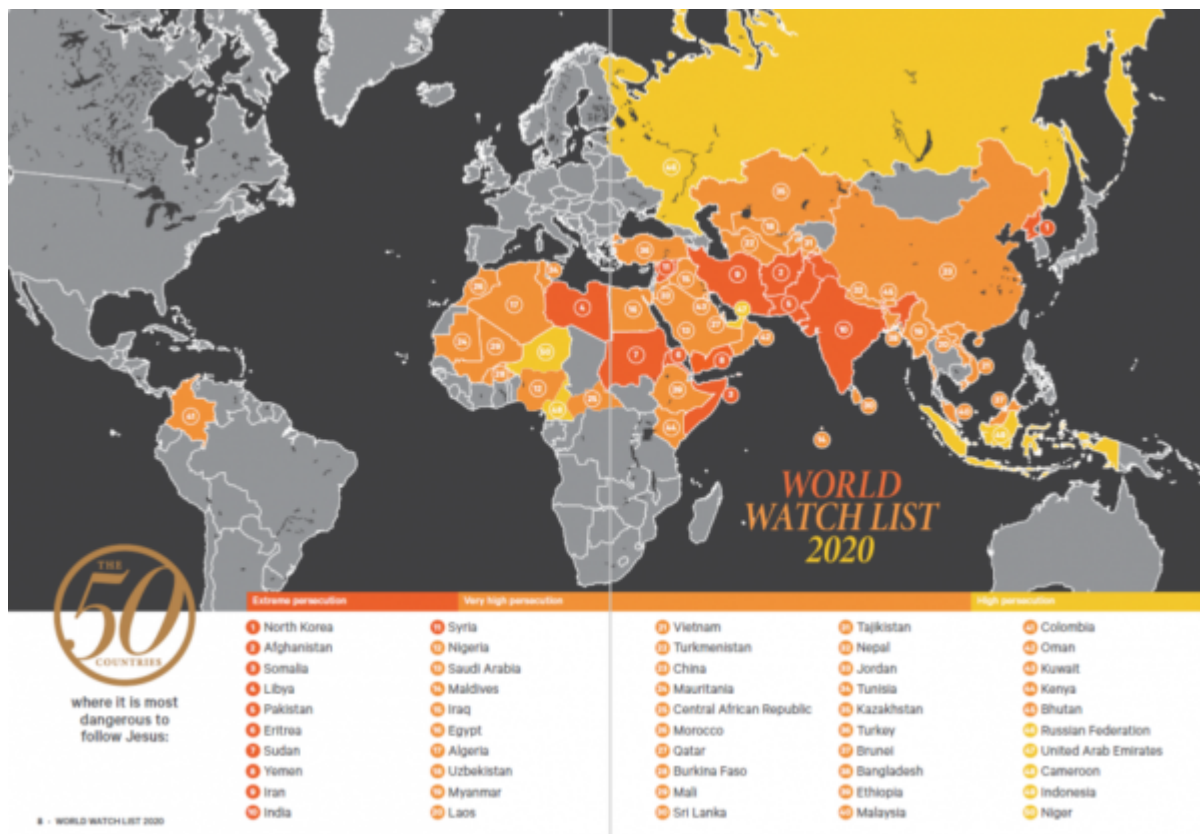 WORLD
WATCH LIST
2020
THE
50
COUNTRIES
where it is most
dangerous to
follow Jesus:
Extreme persecution
Very high persecution
High persecution
1 North Korea
2 Afghanistan
3 Somalia
4 Libya
5 Pakistan
6 Eritrea
7 Sudan
8 Yemen
9 Iran
10 India
11 Syria
12 Nigeria
13 Saudi Arabia
14 Maldives
15 Iraq
16 Egypt
17 Algeria
18 Uzbekistan
19 Myanmar
20 Laos
21 Vietnam
22 Turkmenistan
23 China
24 Mauritania
25 Central African Republic
26 Morocco
27 Qatar
28 Burkina Faso
29 Mali
30 Sri Lanka
31 Tajikistan
32 Nepal
33 Jordan
34 Tunisia
35 Kazakhstan
36 Turkey
37 Brunei
38 Bangladesh
39 Ethiopia
40 Malaysia
41 Colombia
42 Oman
43 Kuwait
44 Kenya
45 Bhutan
46 Russian Federation
47 United Arab Emirates
48 Cameroon
49 Indonesia
50 Niger
8 · WORLD WATCH LIST 2020